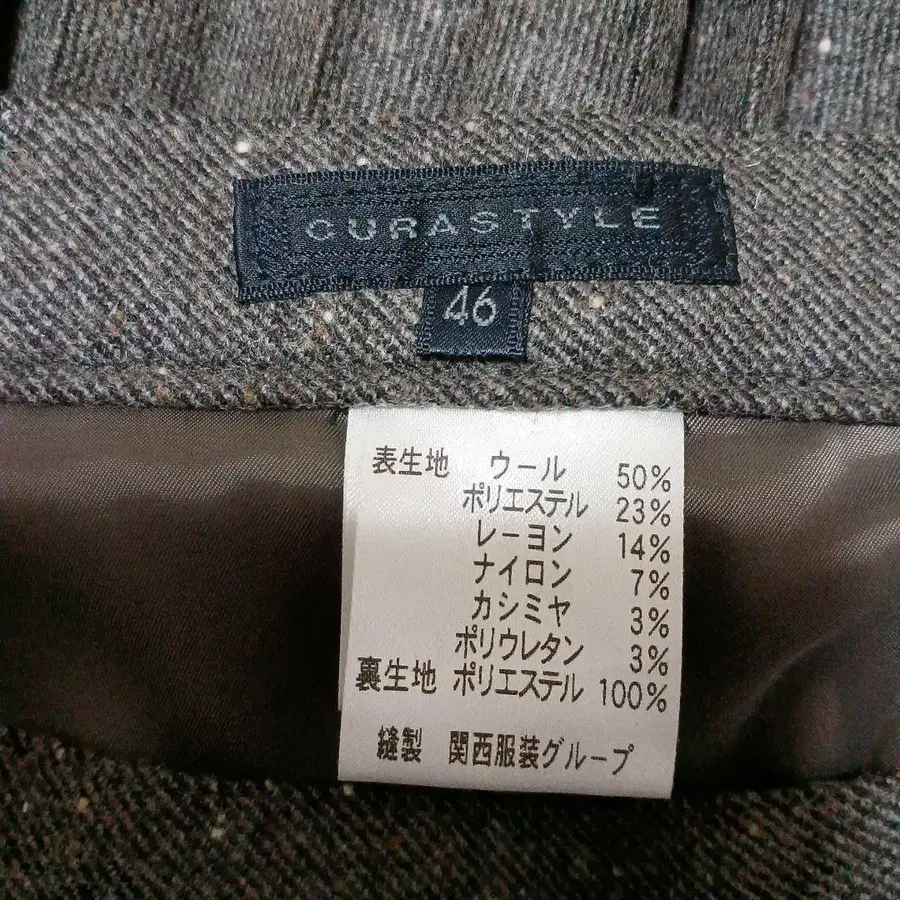 CURASTYLE
46
表生地 ウール 50%
ポリエステル 23%
レーヨン 14%
ナイロン 7%
カシミヤ 3%
ポリウレタン 3%
裏生地 ポリエステル 100%
縫製 関西服装グループ